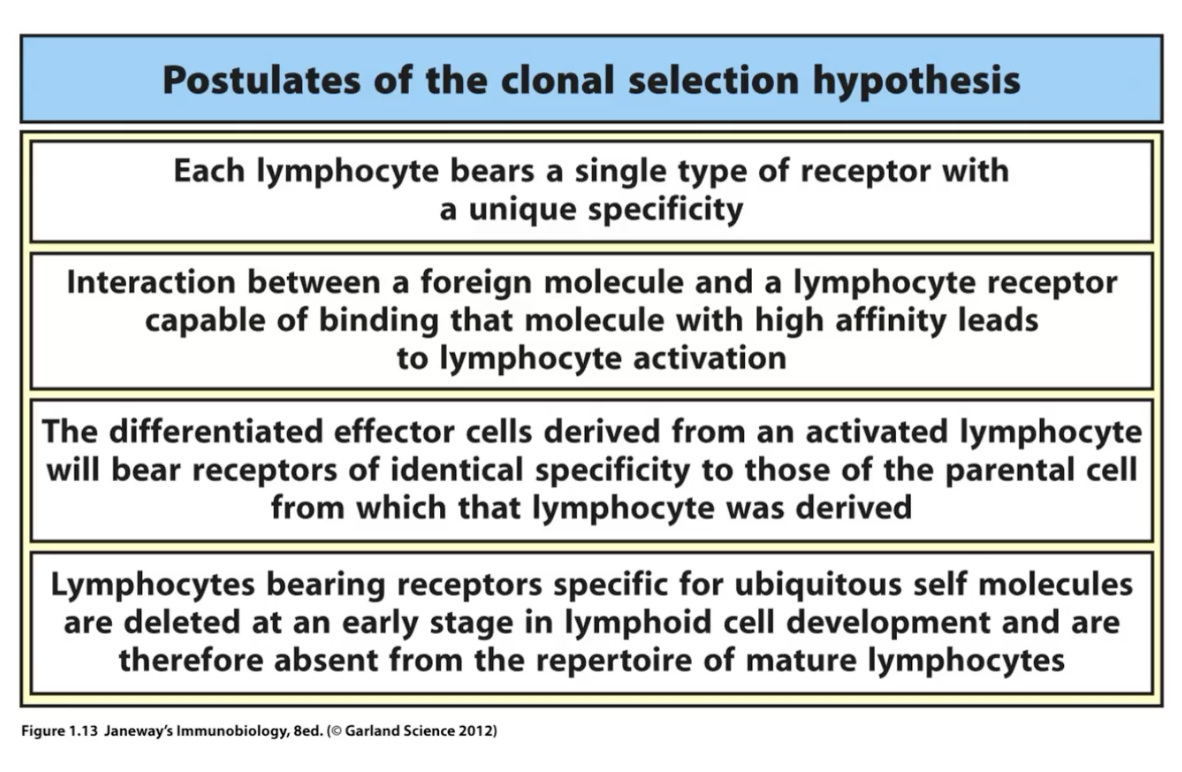 Postulates of the clonal selection hypothesis
Each lymphocyte bears a single type of receptor with
a unique specificity
Interaction between a foreign molecule and a lymphocyte receptor
capable of binding that molecule with high affinity leads
to lymphocyte activation
The differentiated effector cells derived from an activated lymphocyte
will bear receptors of identical specificity to those of the parental cell
from which that lymphocyte was derived
Lymphocytes bearing receptors specific for ubiquitous self molecules
are deleted at an early stage in lymphoid cell development and are
therefore absent from the repertoire of mature lymphocytes
Figure 1.13 Janeway's Immunobiology, 8ed. (© Garland Science 2012)